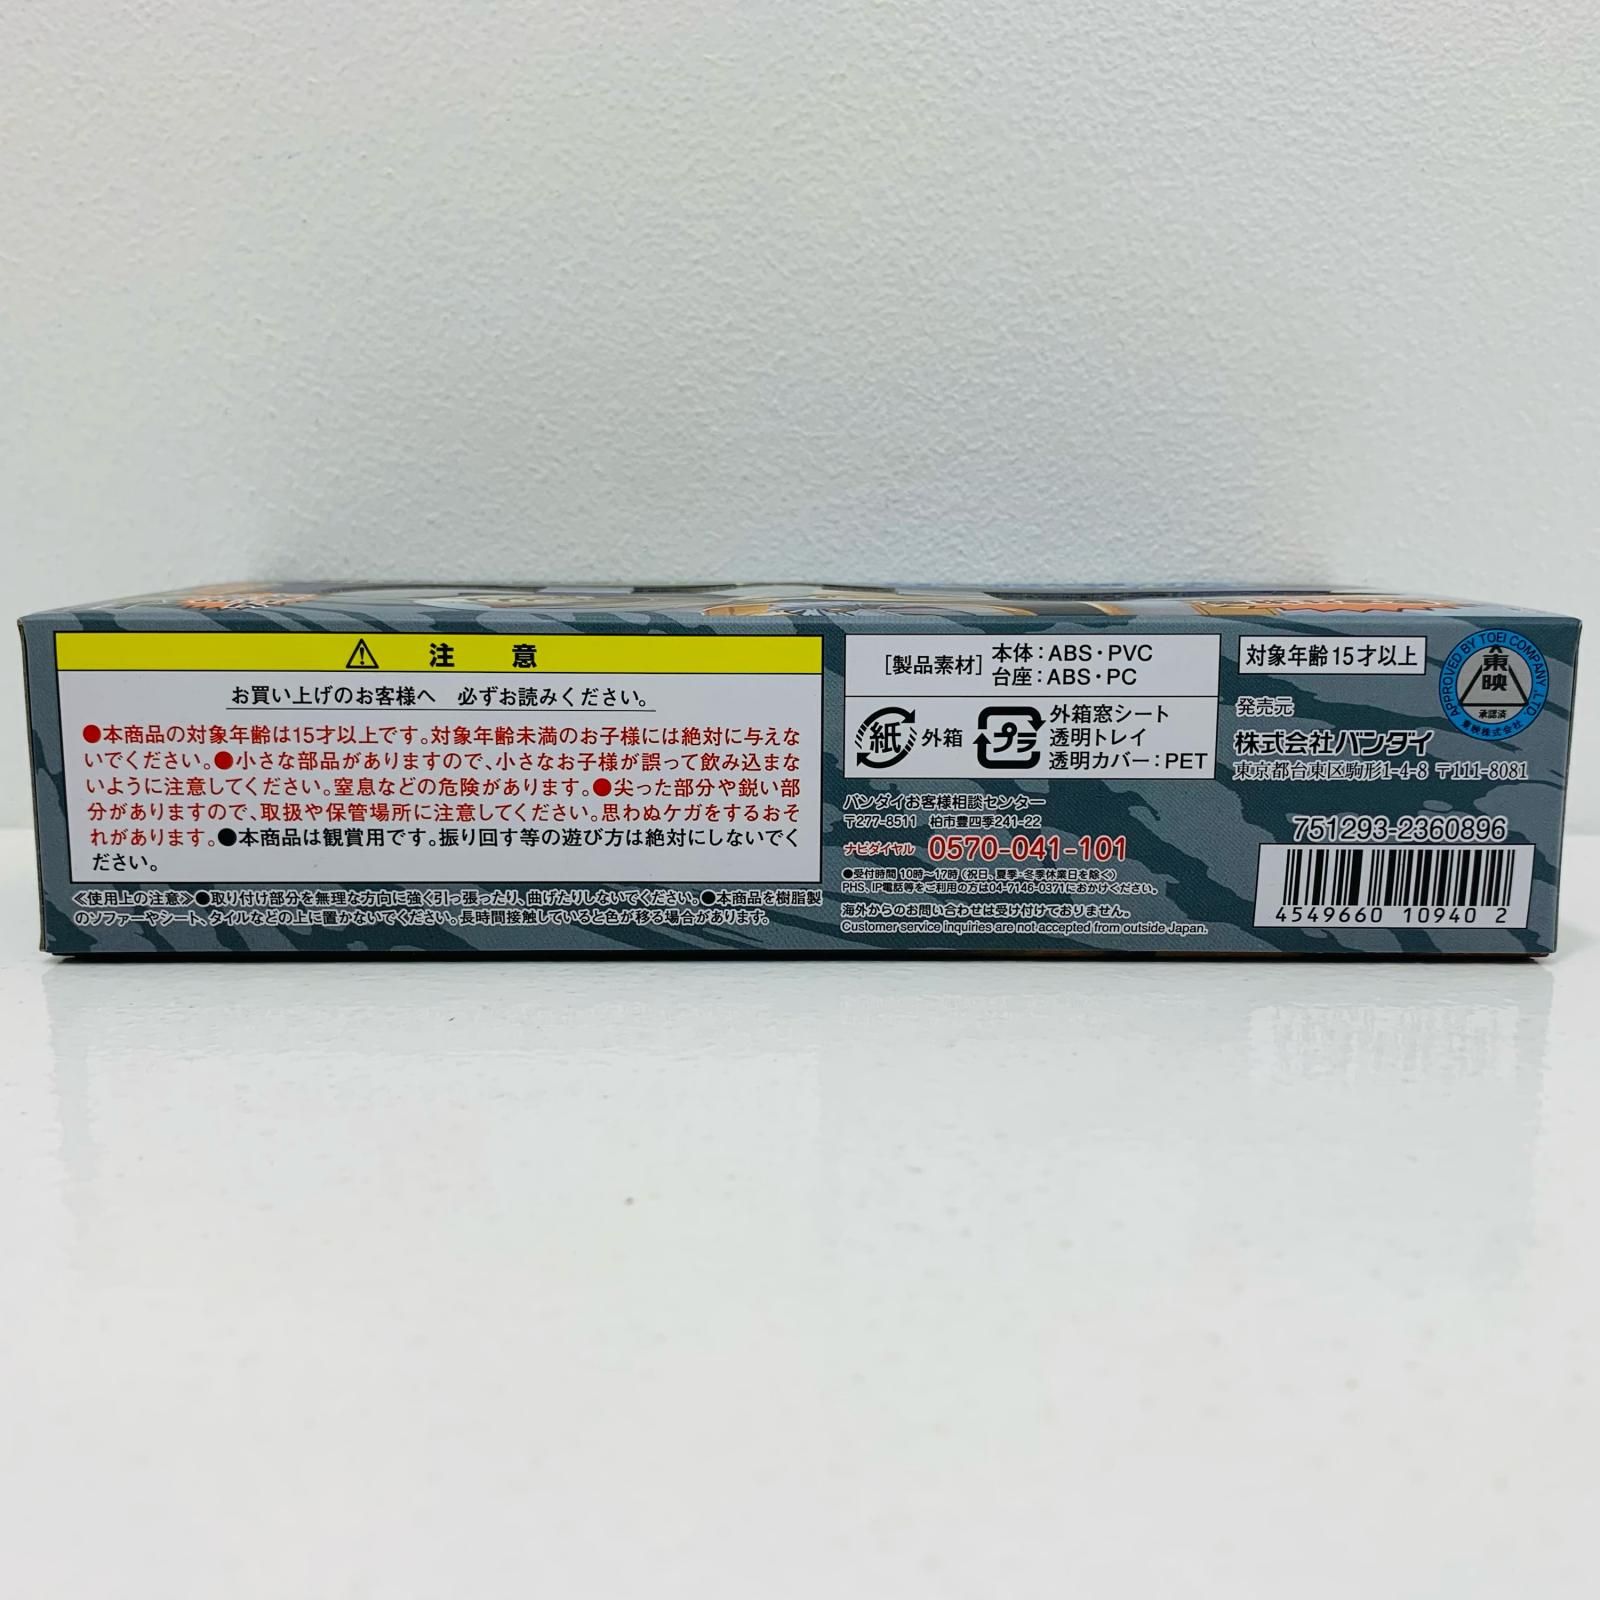 注 意
お買い上げのお客様へ 必ずお読みください。
●本商品の対象年齢は15才以上です。対象年齢未満のお子様には絶対に与えな
いでください。●小さな部品がありますので、小さなお子様が誤って飲み込まな
いように注意してください。窒息などの危険があります。●尖った部分や鋭い部
分がありますので、取扱や保管場所に注意してください。思わぬケガをするおそ
れがあります。●本商品は観賞用です。振り回す等の遊び方は絶対にしないでく
ださい。
≪使用上の注意≫●取り付け部分を無理な方向に強く引っ張ったり、曲げたりしないでください。●本商品を樹脂製
のソファーやシート、タイルなどの上に置かないでください。長時間接触していると色が移る場合があります。
[製品素材] 本体:ABS・PVC
台座:ABS・PC
紙 外箱
プラ 外箱窓シート
透明トレイ
透明カバー:PET
バンダイお客様相談センター
〒277-8511 柏市豊四季241-22
ナビダイヤル 0570-041-101
●受付時間 10時~17時(祝日、夏季・冬季休業日を除く)
PHS、IP電話等をご利用の方は04-7146-0371におかけください。
海外からのお問い合わせは受け付けておりません。
Customer service inquiries are not accepted from outside Japan.
対象年齢15才以上
発売元
株式会社バンダイ
東京都台東区駒形1-4-8 〒111-8081
APPROVED BY TOEI COMPANY, LTD.
東映
承認済
東映株式会社
751293-2360896
4549660 10940 2